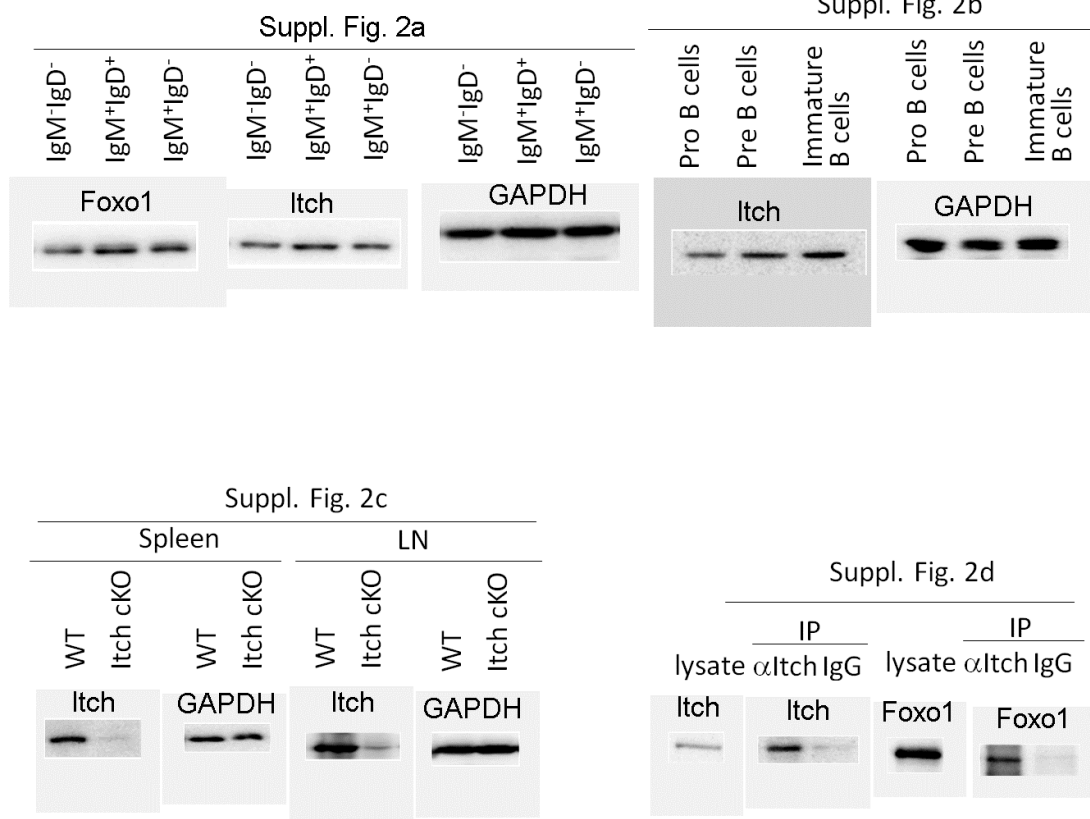 Suppl. Fig. 2a
IgM⁻IgD⁻
IgM⁺IgD⁺
IgM⁺IgD⁻
IgM⁻IgD⁻
IgM⁺IgD⁺
IgM⁺IgD⁻
IgM⁻IgD⁻
IgM⁺IgD⁺
IgM⁺IgD⁻
Foxo1
Itch
GAPDH
Suppl. Fig. 2b
Pro B cells
Pre B cells
Immature
B cells
Pro B cells
Pre B cells
Immature
B cells
Itch
GAPDH
Suppl. Fig. 2c
Spleen
LN
WT
Itch cKO
WT
Itch cKO
WT
Itch cKO
WT
Itch cKO
Itch
GAPDH
Itch
GAPDH
Suppl. Fig. 2d
IP
IP
lysate αItch IgG
lysate αItch IgG
Itch
Itch
Foxo1
Foxo1